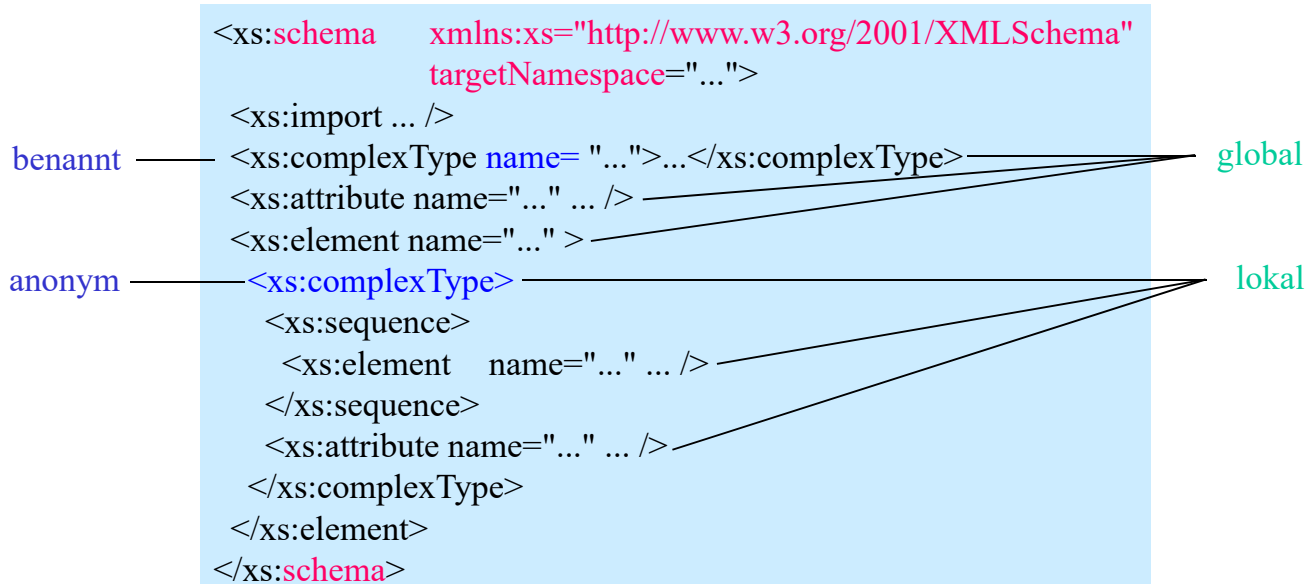 <xs:schema xmlns:xs="http://www.w3.org/2001/XMLSchema"
targetNamespace="...">
<xs:import ... />
benannt <xs:complexType name= "...">...</xs:complexType> global
<xs:attribute name="..." ... />
<xs:element name="..." >
anonym <xs:complexType> lokal
<xs:sequence>
<xs:element name="..." ... />
</xs:sequence>
<xs:attribute name="..." ... />
</xs:complexType>
</xs:element>
</xs:schema>